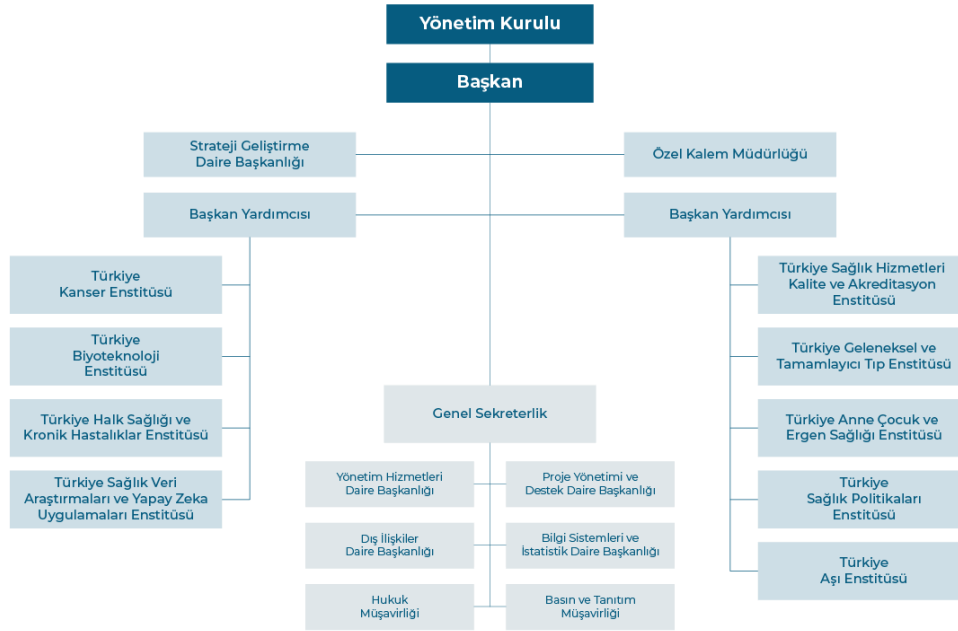 Yönetim Kurulu
Başkan
Strateji Geliştirme
Daire Başkanlığı
Özel Kalem Müdürlüğü
Başkan Yardımcısı
Başkan Yardımcısı
Türkiye
Kanser Enstitüsü
Türkiye
Biyoteknoloji
Enstitüsü
Türkiye Halk Sağlığı ve
Kronik Hastalıklar Enstitüsü
Türkiye Sağlık Veri
Araştırmaları ve Yapay Zeka
Uygulamaları Enstitüsü
Türkiye Sağlık Hizmetleri
Kalite ve Akreditasyon
Enstitüsü
Türkiye Geleneksel ve
Tamamlayıcı Tıp Enstitüsü
Türkiye Anne Çocuk ve
Ergen Sağlığı Enstitüsü
Türkiye
Sağlık Politikaları
Enstitüsü
Türkiye
Aşı Enstitüsü
Genel Sekreterlik
Yönetim Hizmetleri
Daire Başkanlığı
Proje Yönetimi ve
Destek Daire Başkanlığı
Dış İlişkiler
Daire Başkanlığı
Bilgi Sistemleri ve
İstatistik Daire Başkanlığı
Hukuk
Müşavirliği
Basın ve Tanıtım
Müşavirliği